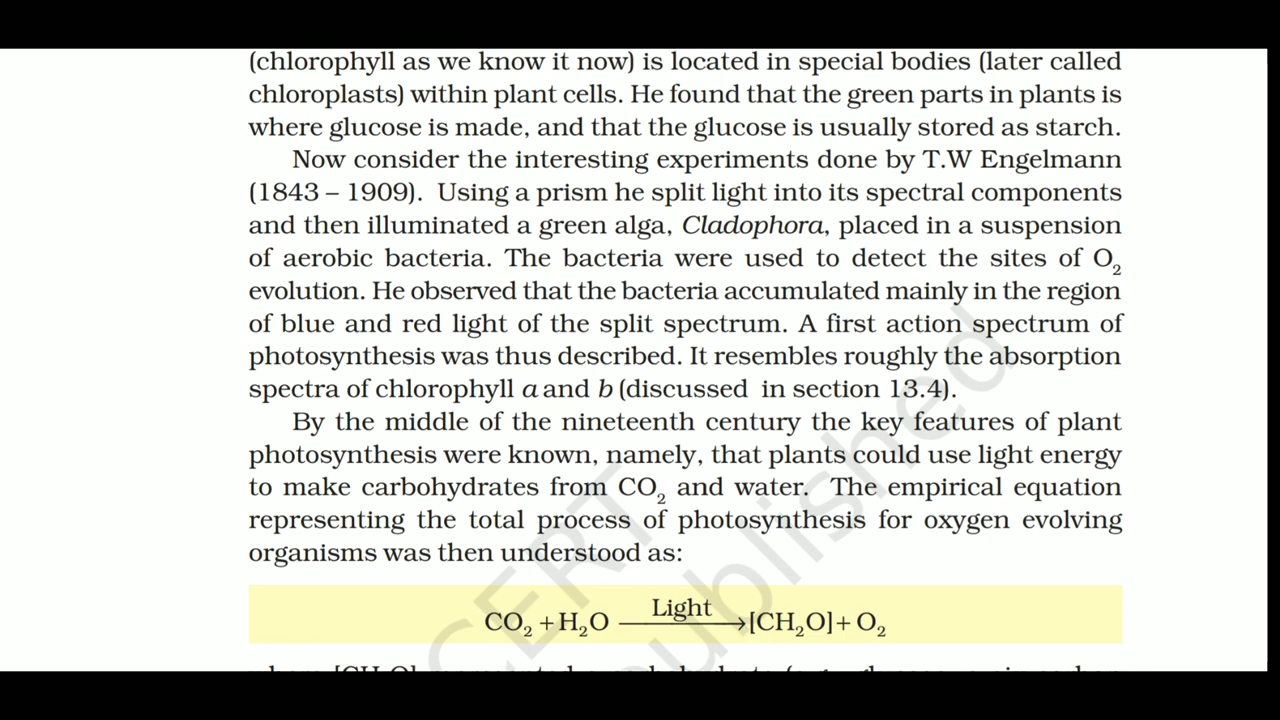 (chlorophyll as we know it now) is located in special bodies (later called
chloroplasts) within plant cells. He found that the green parts in plants is
where glucose is made, and that the glucose is usually stored as starch.
Now consider the interesting experiments done by T.W Engelmann
(1843 – 1909). Using a prism he split light into its spectral components
and then illuminated a green alga, Cladophora, placed in a suspension
of aerobic bacteria. The bacteria were used to detect the sites of O₂
evolution. He observed that the bacteria accumulated mainly in the region
of blue and red light of the split spectrum. A first action spectrum of
photosynthesis was thus described. It resembles roughly the absorption
spectra of chlorophyll a and b (discussed in section 13.4).
By the middle of the nineteenth century the key features of plant
photosynthesis were known, namely, that plants could use light energy
to make carbohydrates from CO₂ and water. The empirical equation
representing the total process of photosynthesis for oxygen evolving
organisms was then understood as:
Light
CO₂ + H₂O ⟶ [CH₂O] + O₂